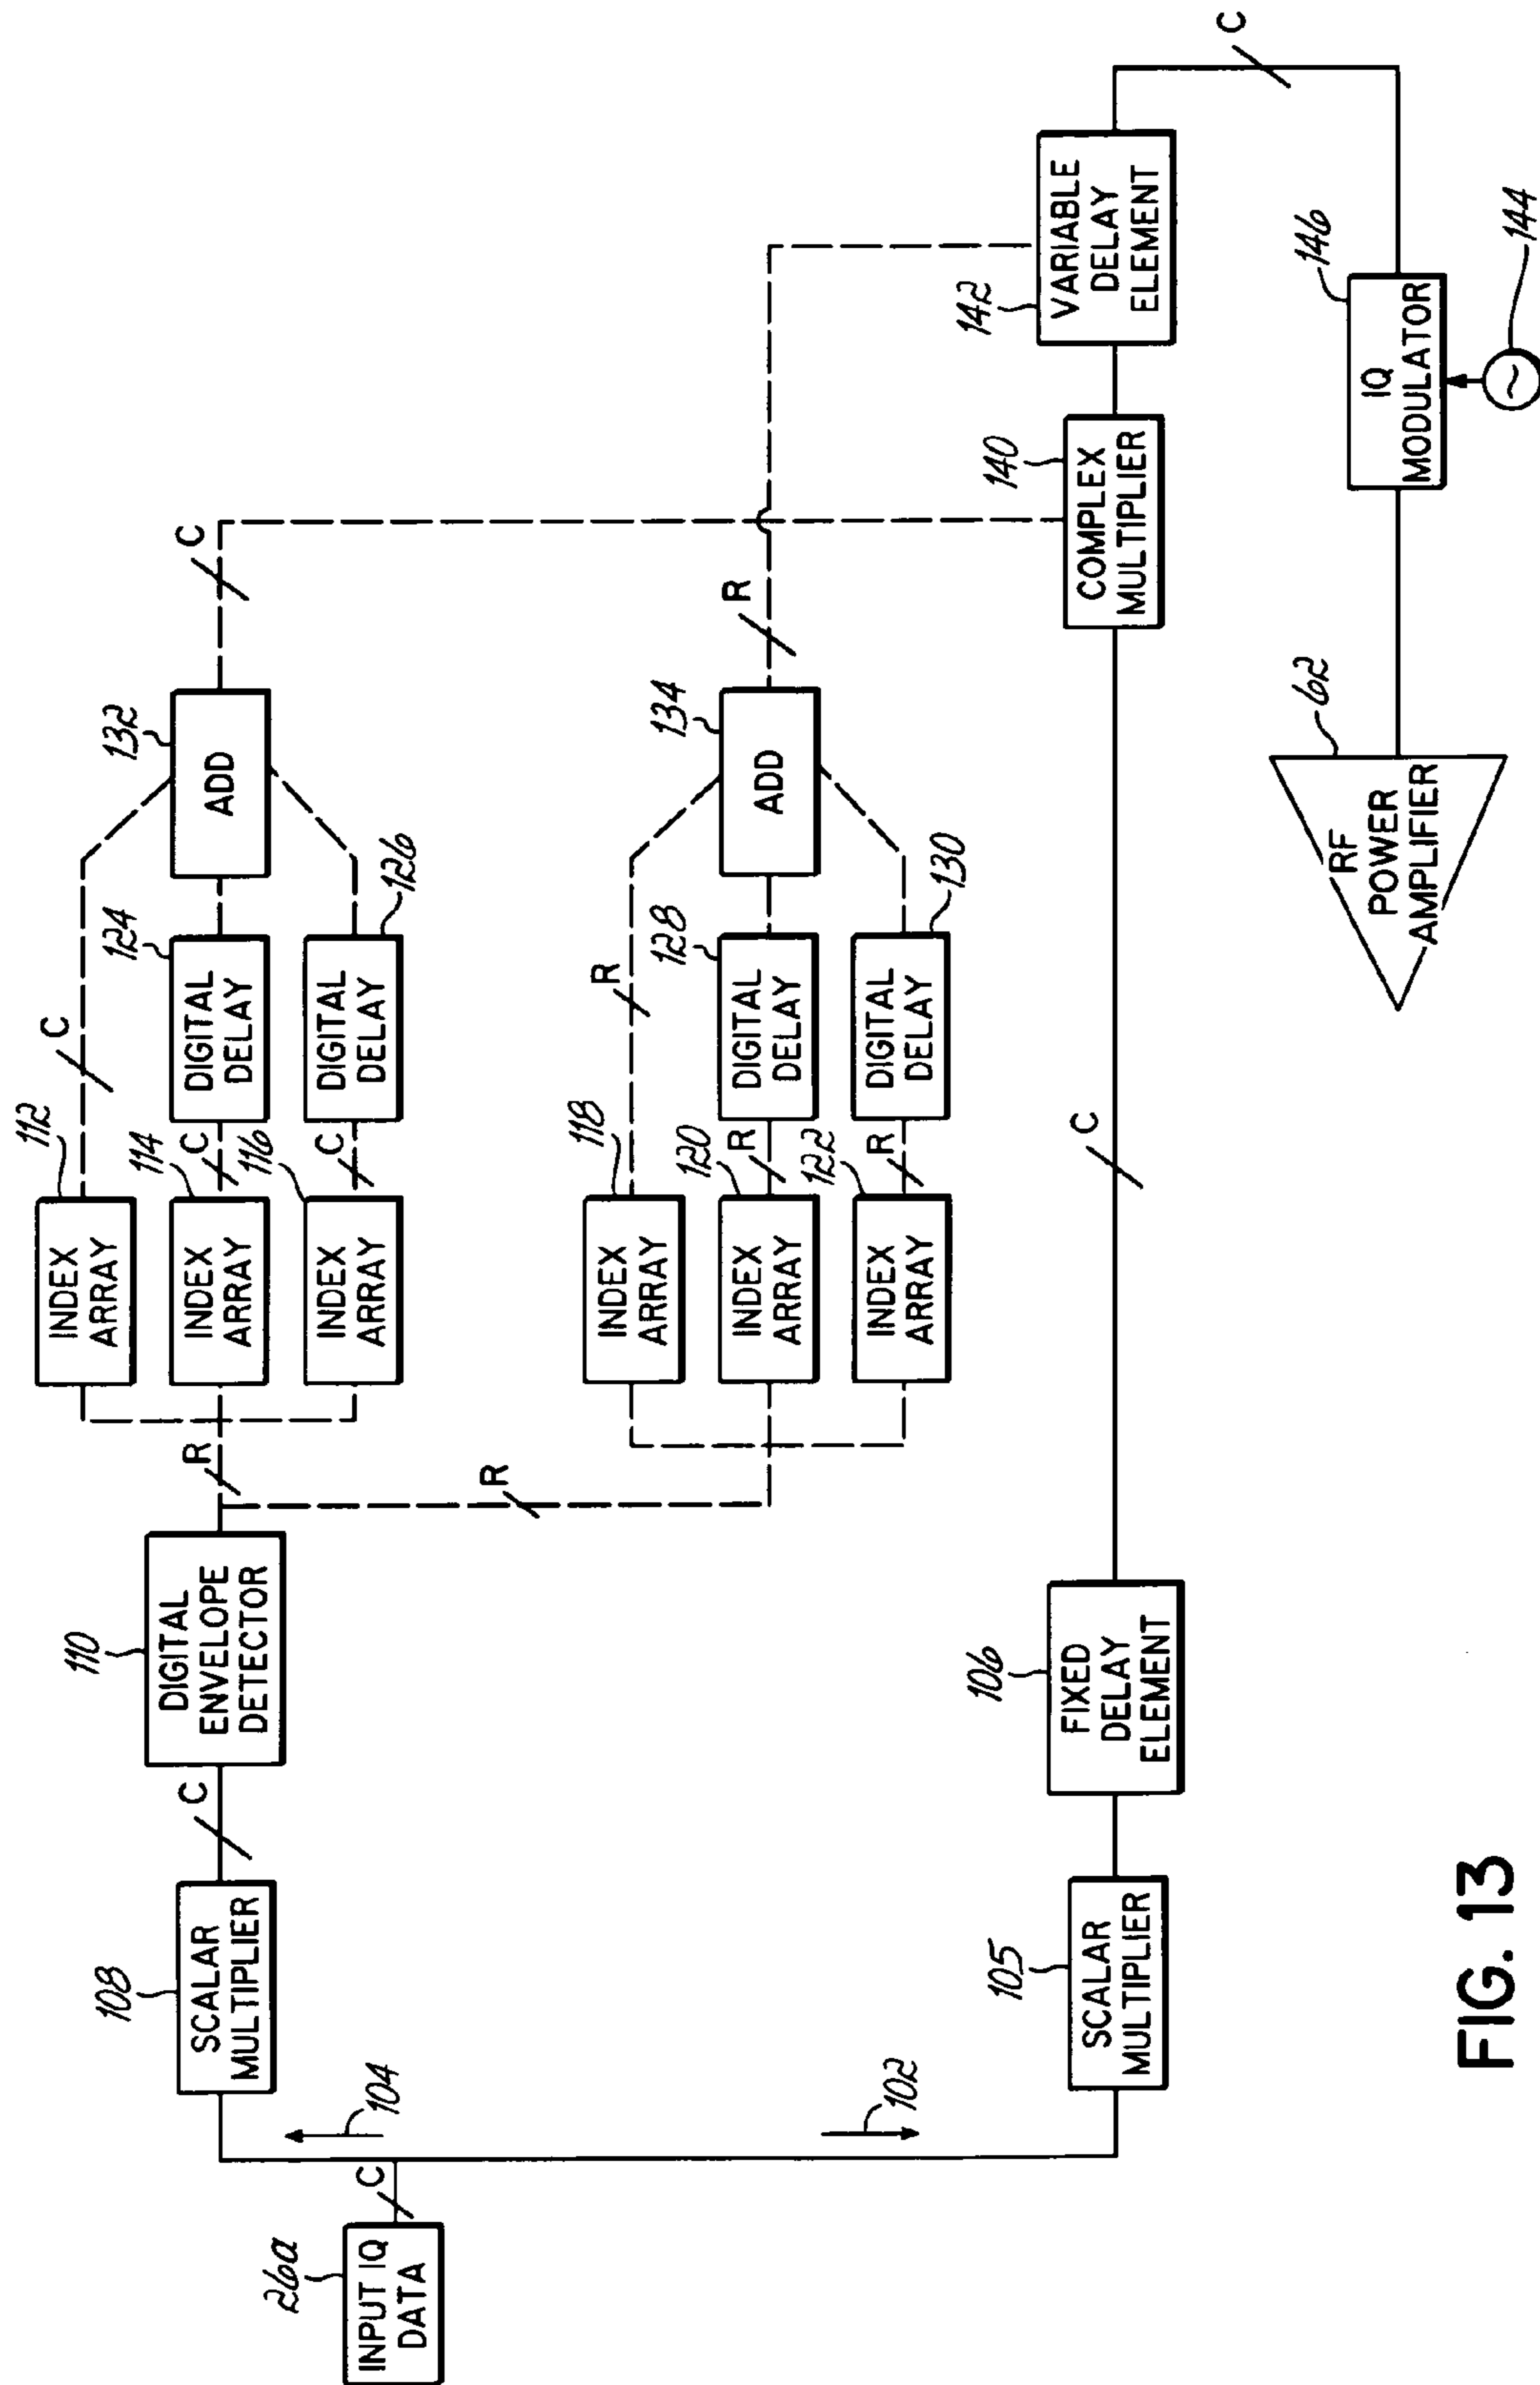 26a
INPUT IQ
DATA
C
104
102
108
SCALAR
MULTIPLIER
C
110
DIGITAL
ENVELOPE
DETECTOR
R
R
INDEX
ARRAY
112
C
INDEX
ARRAY
114
C
DIGITAL
DELAY
124
INDEX
ARRAY
116
C
DIGITAL
DELAY
126
ADD
132
C
INDEX
ARRAY
118
R
INDEX
ARRAY
120
R
DIGITAL
DELAY
128
INDEX
ARRAY
122
R
DIGITAL
DELAY
130
ADD
134
R
105
SCALAR
MULTIPLIER
106
FIXED
DELAY
ELEMENT
C
140
COMPLEX
MULTIPLIER
142
VARIABLE
DELAY
ELEMENT
C
62
RF
POWER
AMPLIFIER
IQ
MODULATOR
146
144
FIG. 13